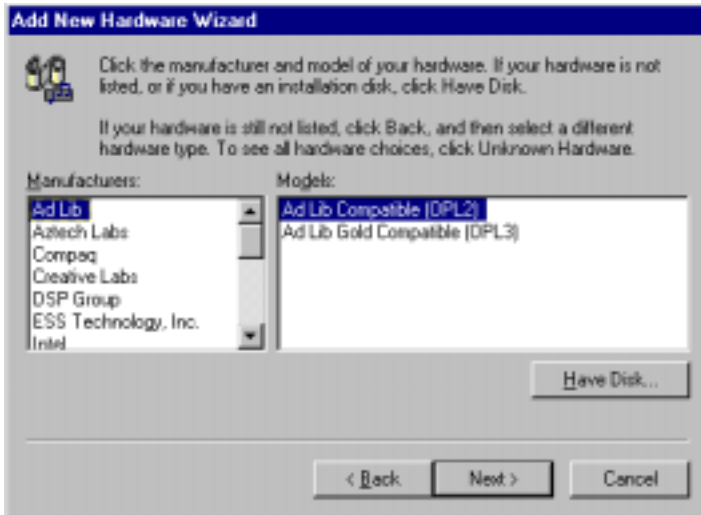 Add New Hardware Wizard
Click the manufacturer and model of your hardware. If your hardware is not
listed, or if you have an installation disk, click Have Disk.
If your hardware is still not listed, click Back, and then select a different
hardware type. To see all hardware choices, click Unknown Hardware.
Manufacturers:
Models:
Ad Lib
Aztech Labs
Compaq
Creative Labs
DSP Group
ESS Technology, Inc.
Intel
Ad Lib Compatible (OPL2)
Ad Lib Gold Compatible (OPL3)
Have Disk...
< Back
Next >
Cancel